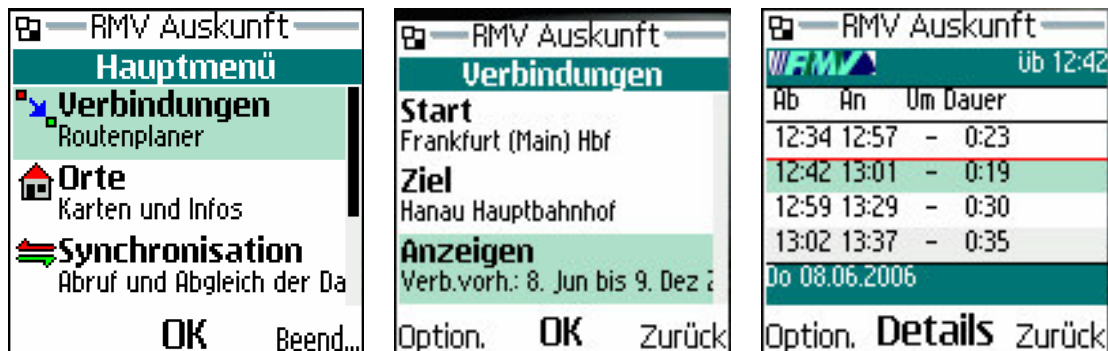 RMV Auskunft
Hauptmenü
Verbindungen
Routenplaner
Orte
Karten und Infos
Synchronisation
Abruf und Abgleich der Da
OK Beend...
RMV Auskunft
Verbindungen
Start
Frankfurt (Main) Hbf
Ziel
Hanau Hauptbahnhof
Anzeigen
Verb.vorh.: 8. Jun bis 9. Dez
Option. OK Zurück
RMV Auskunft
RMV Üb 12:42
Ab An Um Dauer
12:34 12:57 – 0:23
12:42 13:01 – 0:19
12:59 13:29 – 0:30
13:02 13:37 – 0:35
Do 08.06.2006
Option. Details Zurück